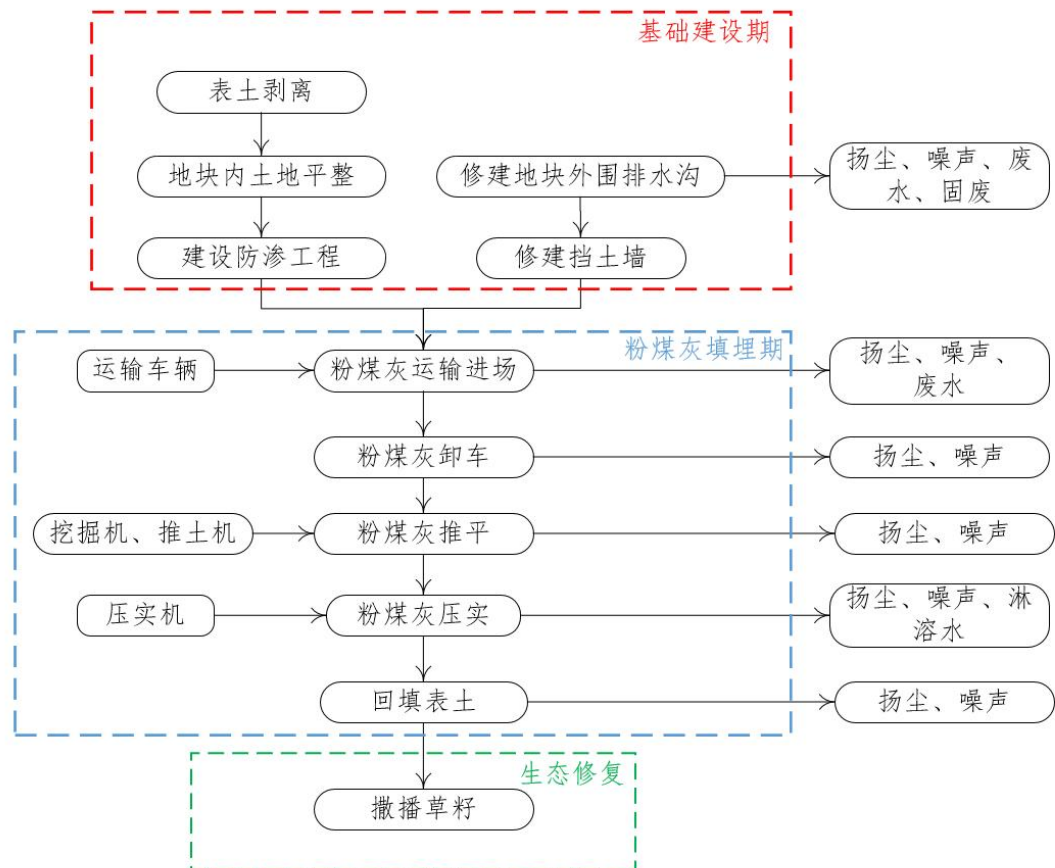 基础建设期
表土剥离
地块内土地平整
修建地块外围排水沟
扬尘、噪声、废
水、固废
建设防渗工程
修建挡土墙
粉煤灰填埋期
运输车辆
粉煤灰运输进场
扬尘、噪声、
废水
粉煤灰卸车
扬尘、噪声
挖掘机、推土机
粉煤灰推平
扬尘、噪声
压实机
粉煤灰压实
扬尘、噪声、淋
溶水
回填表土
扬尘、噪声
生态修复
撒播草籽